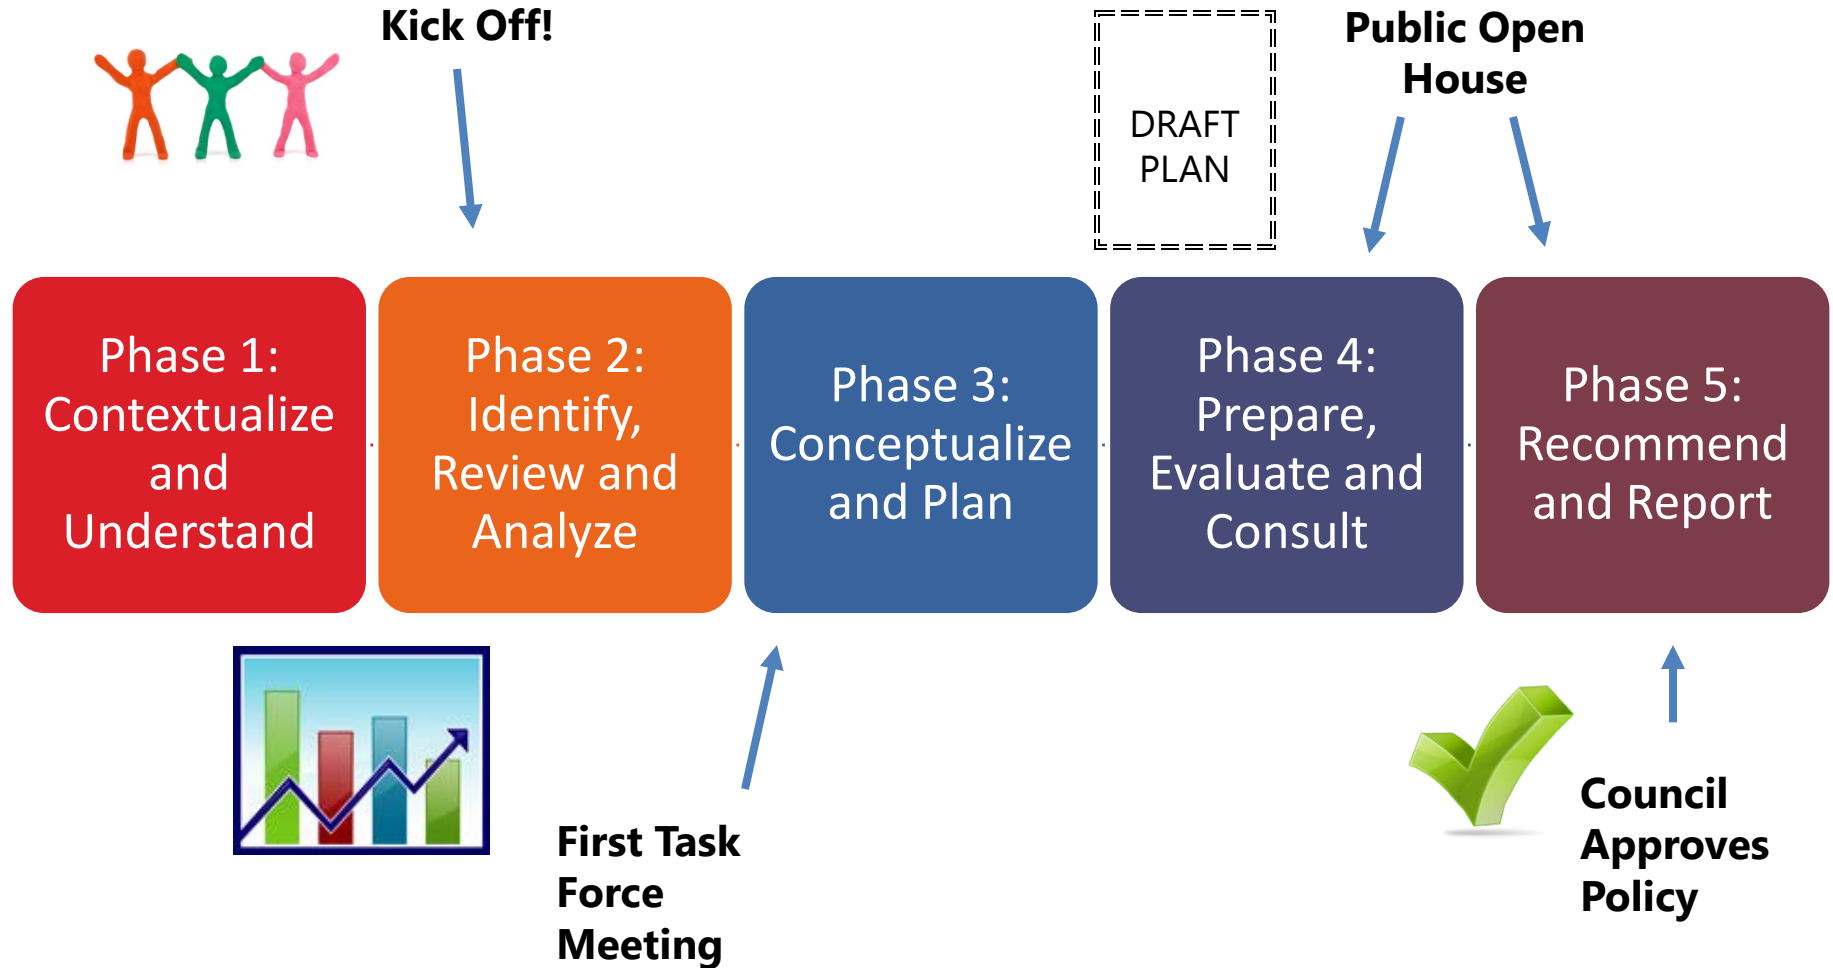 Kick Off!
DRAFT
PLAN
Public Open
House
Phase 1:
Contextualize
and
Understand
Phase 2:
Identify,
Review and
Analyze
Phase 3:
Conceptualize
and Plan
Phase 4:
Prepare,
Evaluate and
Consult
Phase 5:
Recommend
and Report
First Task
Force
Meeting
Council
Approves
Policy